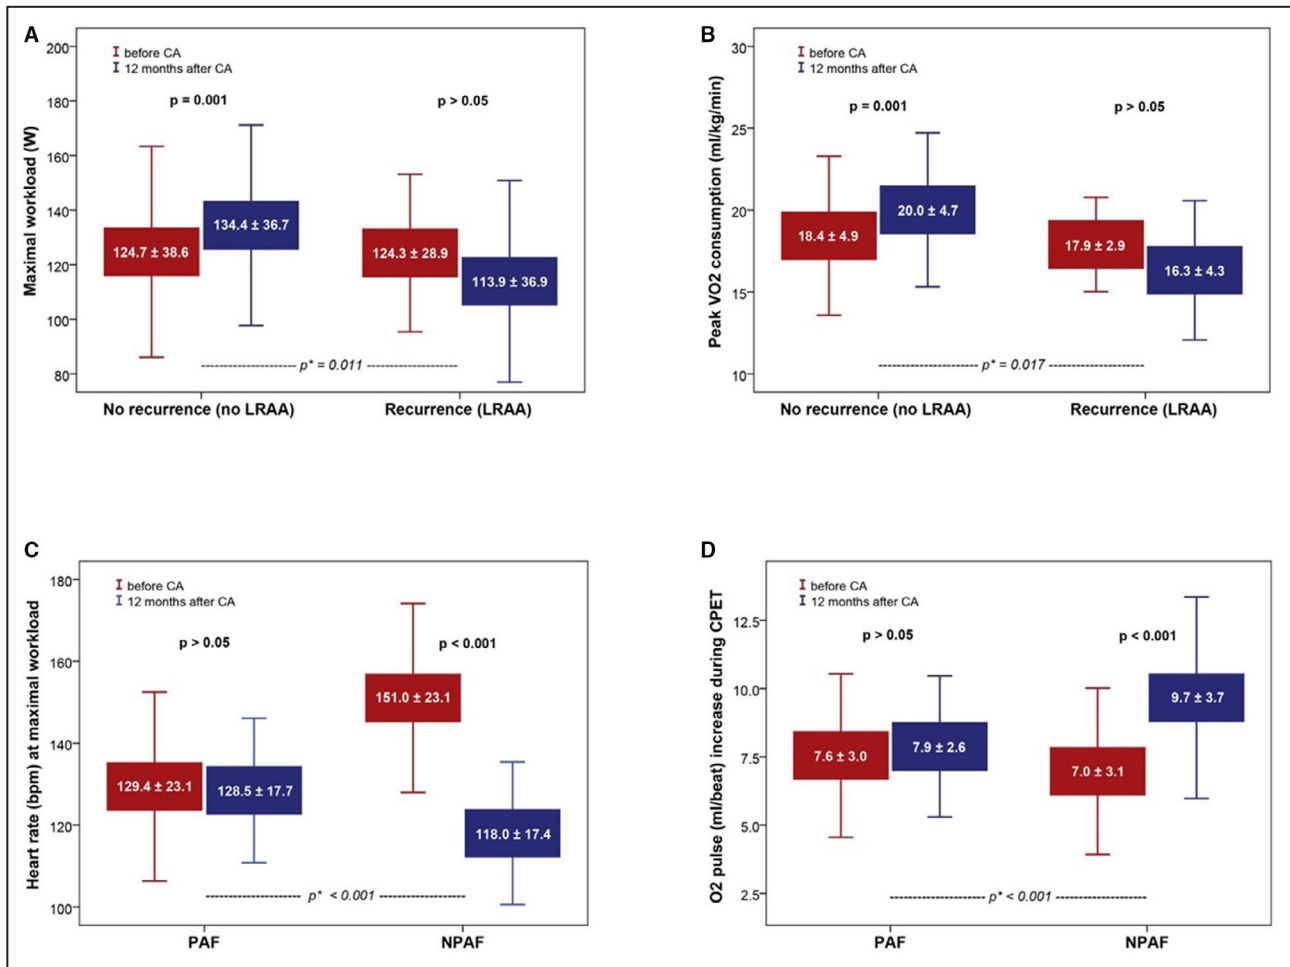 A
Maximal workload (W)
200
180
160
140
120
100
80
before CA
12 months after CA
p = 0.001
p > 0.05
124.7 ± 38.6
134.4 ± 36.7
124.3 ± 28.9
113.9 ± 36.9
p* = 0.011
No recurrence (no LRAA)
Recurrence (LRAA)
B
Peak VO2 consumption (ml/kg/min)
30
25
20
15
10
before CA
12 months after CA
p = 0.001
p > 0.05
18.4 ± 4.9
20.0 ± 4.7
17.9 ± 2.9
16.3 ± 4.3
p* = 0.017
No recurrence (no LRAA)
Recurrence (LRAA)
C
Heart rate (bpm) at maximal workload
180
160
140
120
100
before CA
12 months after CA
p > 0.05
p < 0.001
129.4 ± 23.1
128.5 ± 17.7
151.0 ± 23.1
118.0 ± 17.4
p* < 0.001
PAF
NPAF
D
O2 pulse (ml/beat) increase during CPET
12.5
10.0
7.5
5.0
2.5
before CA
12 months after CA
p > 0.05
p < 0.001
7.6 ± 3.0
7.9 ± 2.6
7.0 ± 3.1
9.7 ± 3.7
p* < 0.001
PAF
NPAF